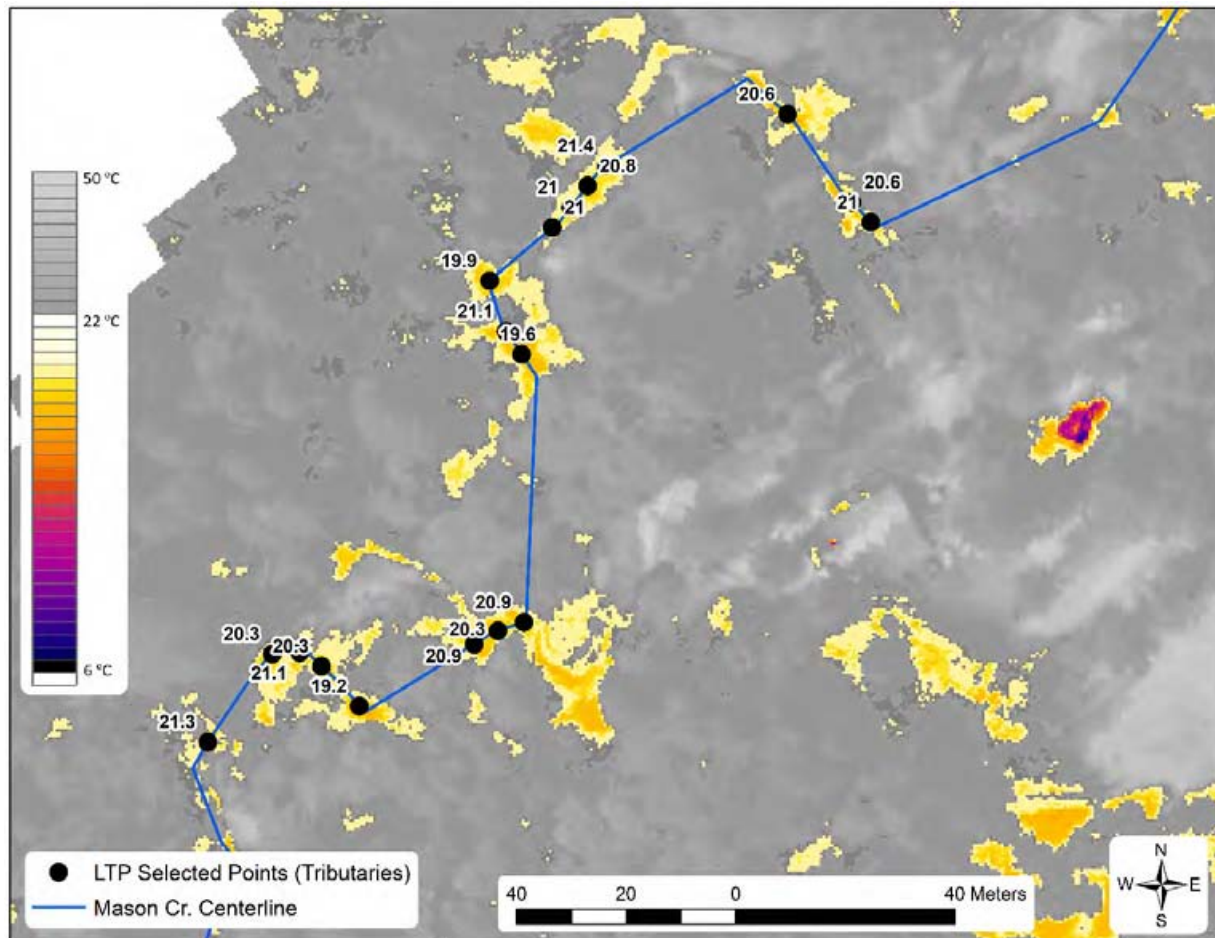 20.6
21.4
20.8
50 °C
21
20.6
21
21
19.9
21.1
22 °C
19.6
20.9
20.3
20.3
20.3
20.9
21.1
6 °C
19.2
21.3
N
LTP Selected Points (Tributaries)
W E
40 20 0 40 Meters
Mason Cr. Centerline
S